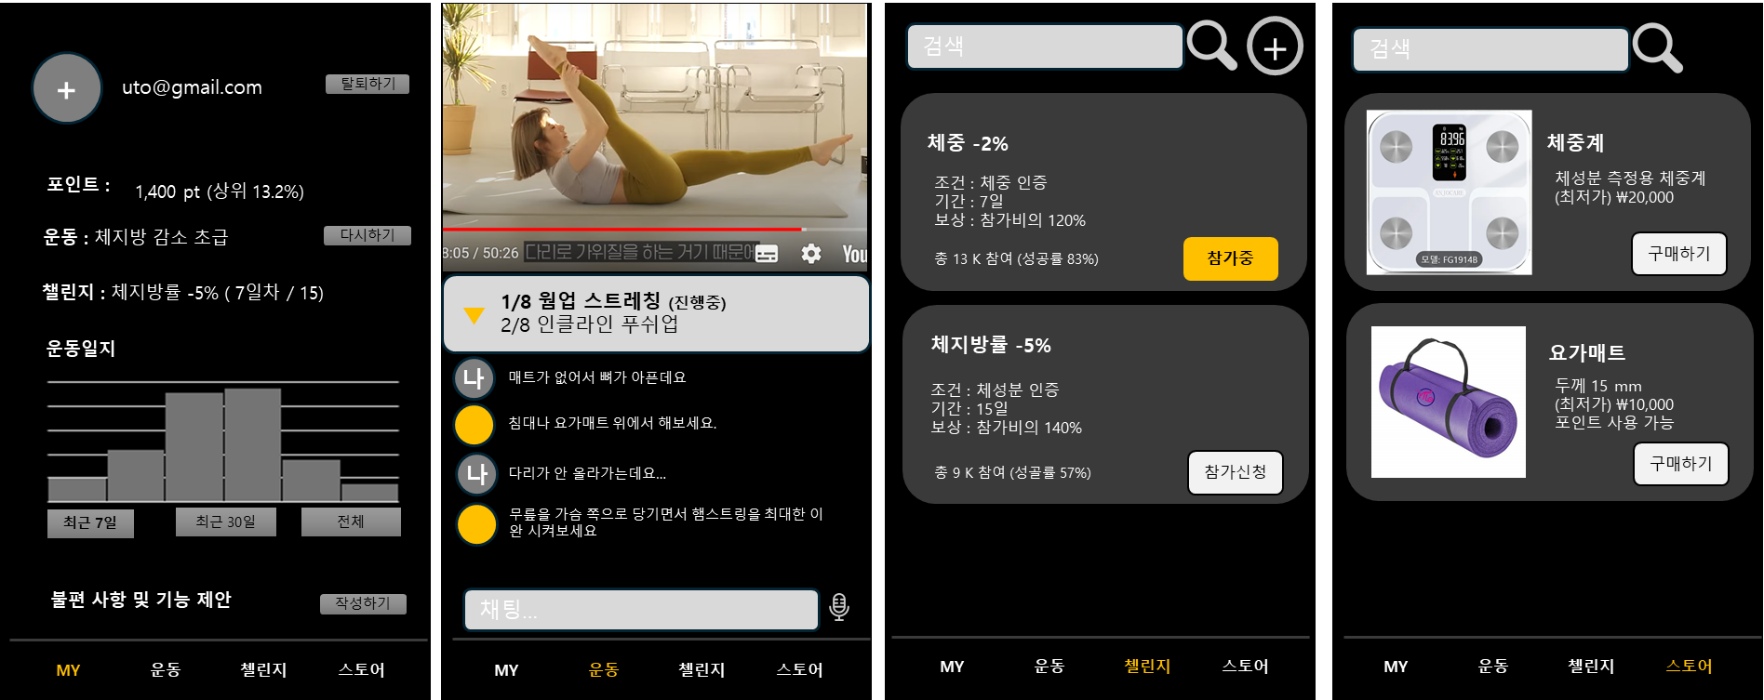 +
uto@gmail.com
탈퇴하기
포인트 :
1,400 pt (상위 13.2%)
운동 : 체지방 감소 초급
다시하기
챌린지 : 체지방률 -5% ( 7일차 / 15)
운동일지
최근 7일
최근 30일
전체
불편 사항 및 기능 제안
작성하기
MY
운동
챌린지
스토어
8:05 / 50:26
다리로 가위질을 하는 거기 때문에
You
1/8 웜업 스트레칭 (진행중)
2/8 인클라인 푸쉬업
나
매트가 없어서 뼈가 아픈데요
침대나 요가매트 위에서 해보세요.
나
다리가 안 올라가는데요...
무릎을 가슴 쪽으로 당기면서 햄스트링을 최대한 이
완 시켜보세요
채팅...
MY
운동
챌린지
스토어
검색
+
체중 -2%
조건 : 체중 인증
기간 : 7일
보상 : 참가비의 120%
총 13 K 참여 (성공률 83%)
참가중
체지방률 -5%
조건 : 체성분 인증
기간 : 15일
보상 : 참가비의 140%
총 9 K 참여 (성골률 57%)
참가신청
MY
운동
챌린지
스토어
검색
8396
모델: FG1914B
체중계
체성분 측정용 체중계
(최저가) ₩20,000
구매하기
요가매트
두께 15 mm
(최저가) ₩10,000
포인트 사용 가능
구매하기
MY
운동
챌린지
스토어